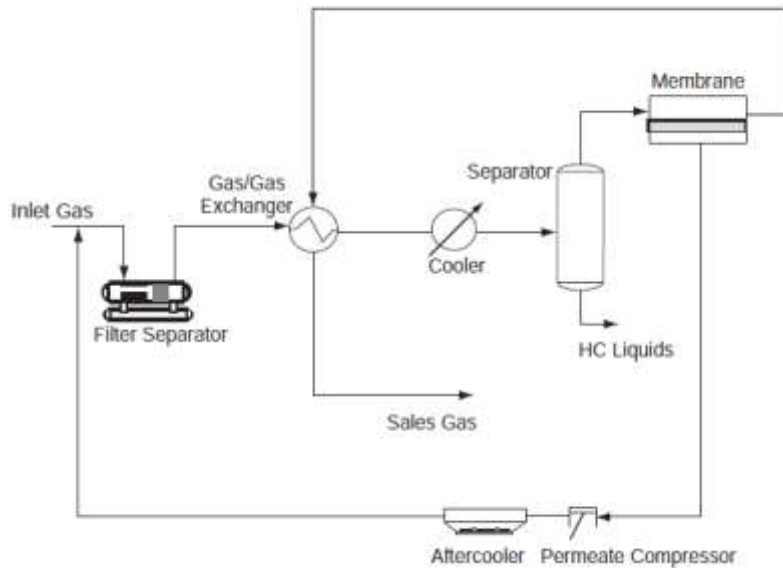 Membrane
Separator
Gas/Gas
Exchanger
Inlet Gas
Cooler
Filter Separator
HC Liquids
Sales Gas
Aftercooler
Permeate Compressor